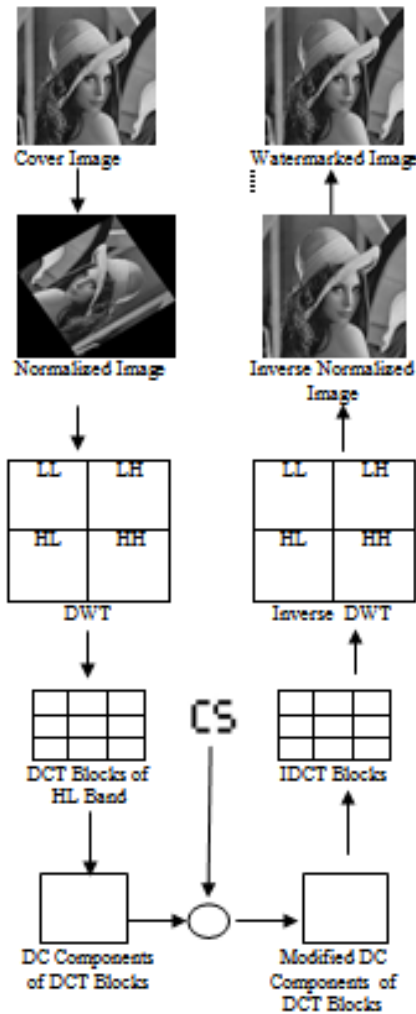 Cover Image
Watermarked Image
Normalized Image
Inverse Normalized
Image
LL LH
HL HH
DWT
LL LH
HL HH
Inverse DWT
CS
DCT Blocks of
HL Band
IDCT Blocks
DC Components
of DCT Blocks
Modified DC
Components of
DCT Blocks